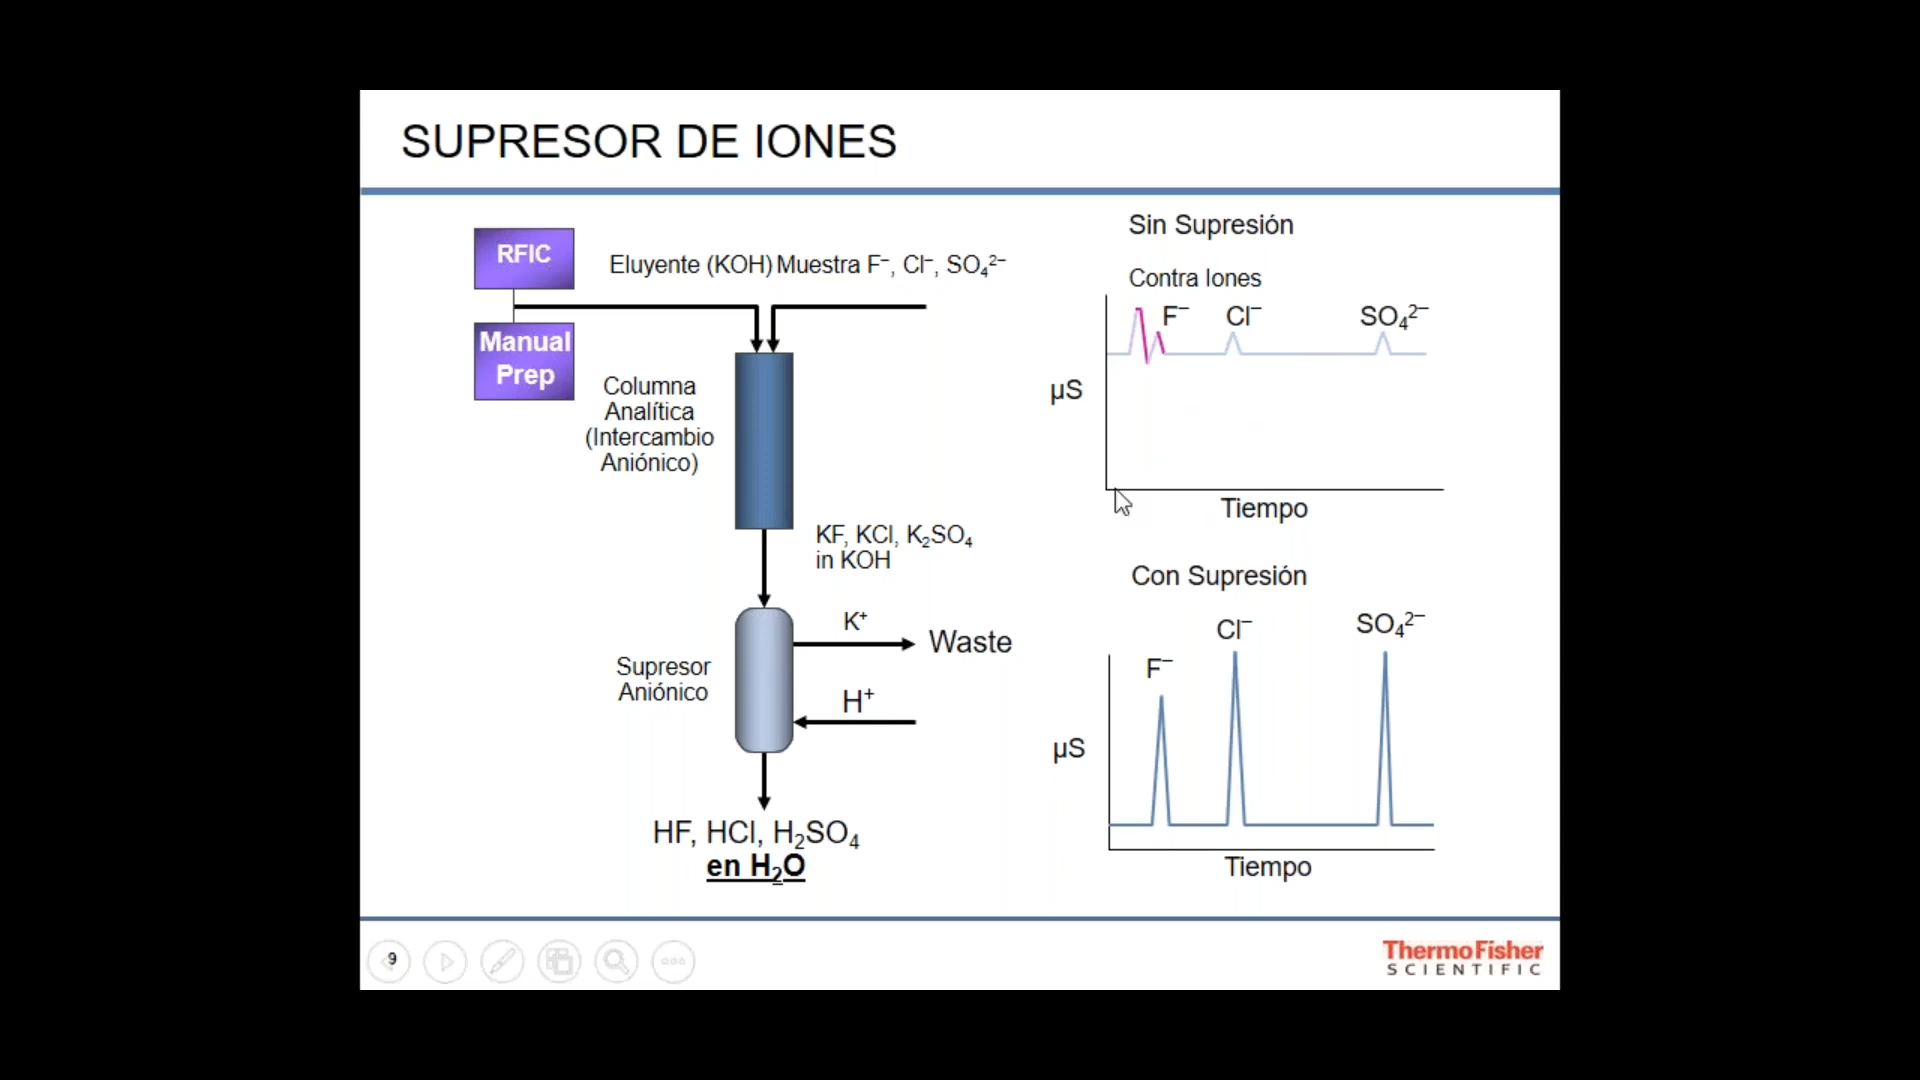 SUPRESOR DE IONES
RFIC
Manual
Prep
Eluyente (KOH) Muestra F⁻, Cl⁻, SO₄²⁻
Columna
Analítica
(Intercambio
Aniónico)
KF, KCl, K₂SO₄
in KOH
K⁺
Waste
Supresor
Aniónico
H⁺
HF, HCl, H₂SO₄
en H₂O
Sin Supresión
Contra Iones
F⁻ Cl⁻ SO₄²⁻
µS
Tiempo
Con Supresión
F⁻ Cl⁻ SO₄²⁻
µS
Tiempo
9
ThermoFisher
SCIENTIFIC